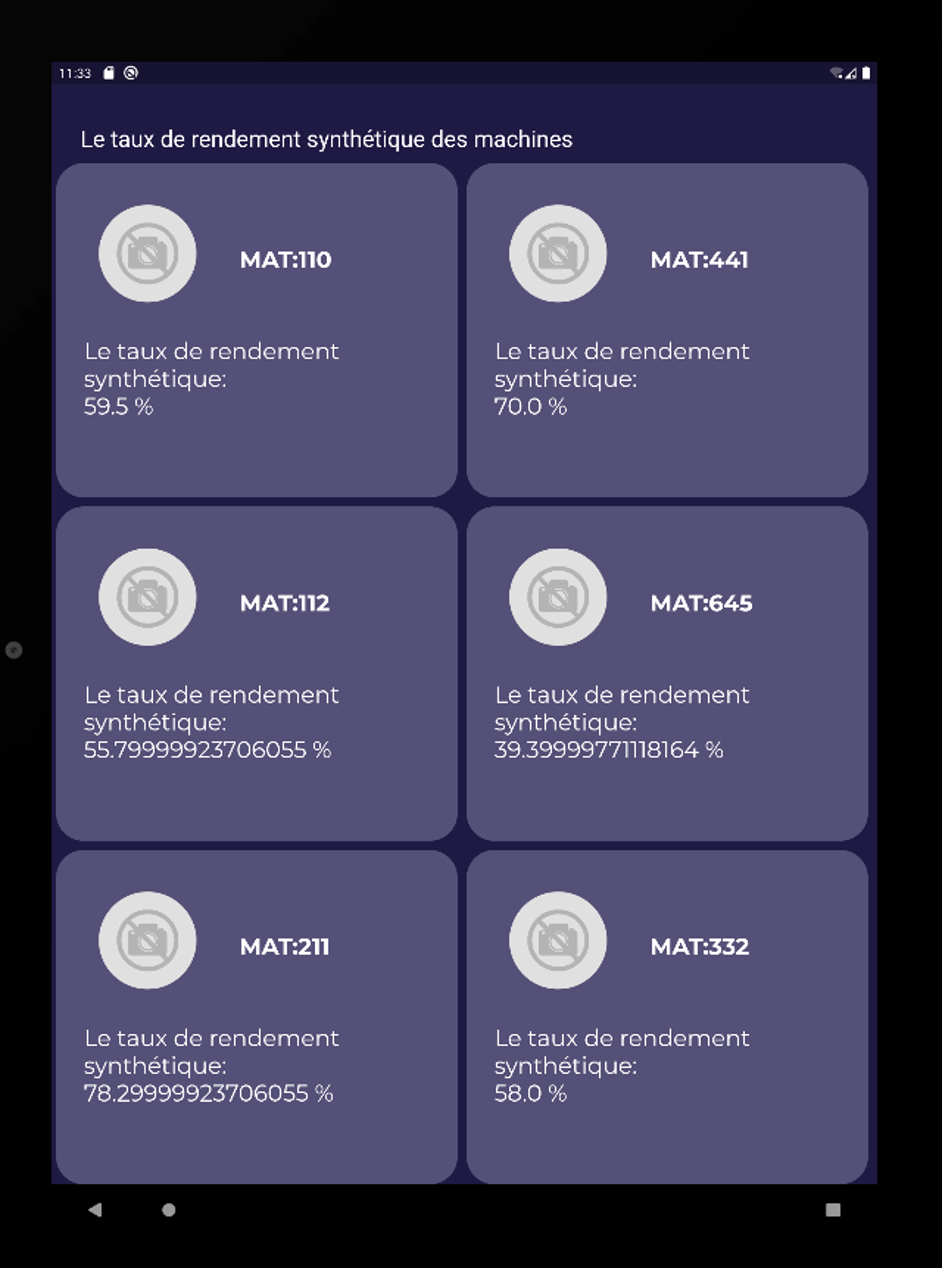 11:33
Le taux de rendement synthétique des machines
MAT:110
Le taux de rendement
synthétique:
59.5 %
MAT:441
Le taux de rendement
synthétique:
70.0 %
MAT:112
Le taux de rendement
synthétique:
55.79999923706055 %
MAT:645
Le taux de rendement
synthétique:
39.39999771118164 %
MAT:211
Le taux de rendement
synthétique:
78.29999923706055 %
MAT:332
Le taux de rendement
synthétique:
58.0 %